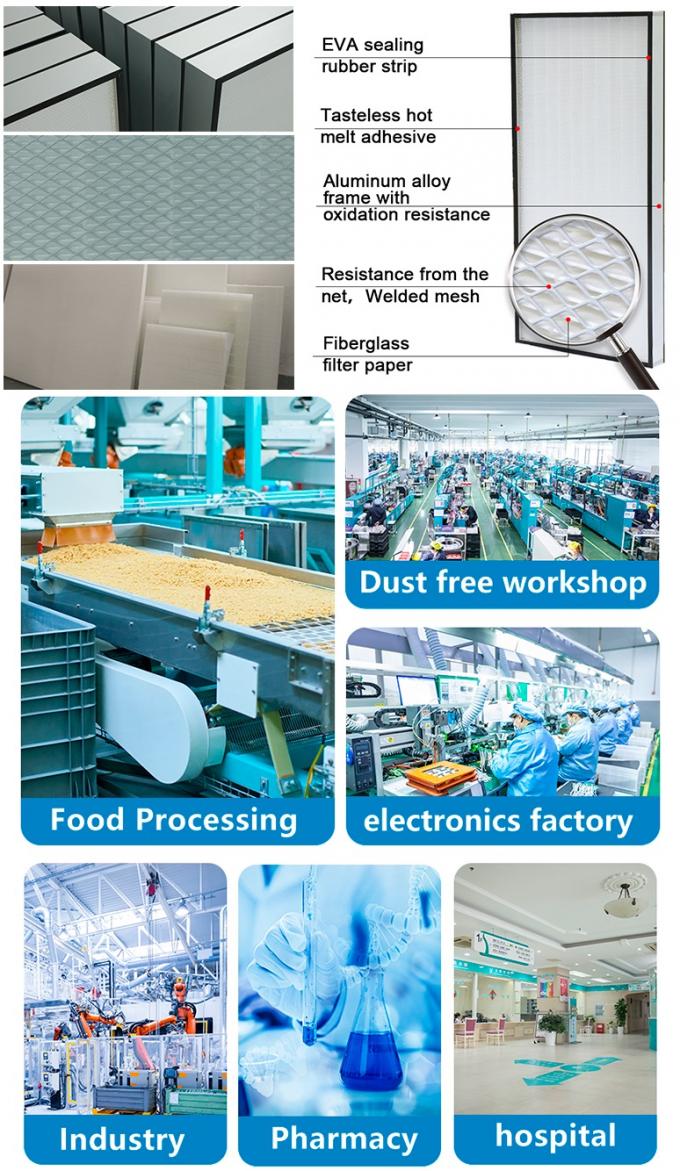 EVA sealing
rubber strip
Tasteless hot
melt adhesive
Aluminum alloy
frame with
oxidation resistance
Resistance from the
net, Welded mesh
Fiberglass
filter paper
Dust free workshop
Food Processing
electronics factory
Industry
Pharmacy
hospital